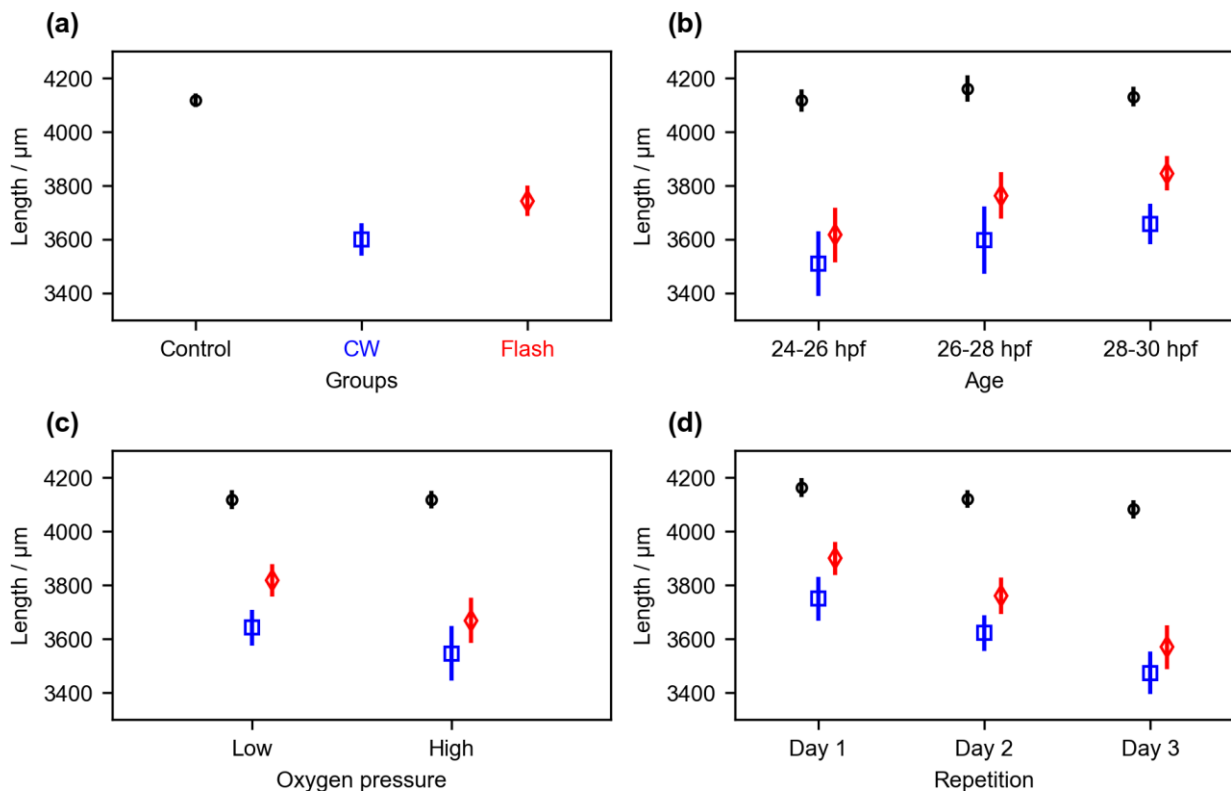 (a)
4200
4000
3800
3600
3400
Length / µm
Control CW Flash
Groups
(b)
4200
4000
3800
3600
3400
Length / µm
24-26 hpf 26-28 hpf 28-30 hpf
Age
(c)
4200
4000
3800
3600
3400
Length / µm
Low High
Oxygen pressure
(d)
4200
4000
3800
3600
3400
Length / µm
Day 1 Day 2 Day 3
Repetition